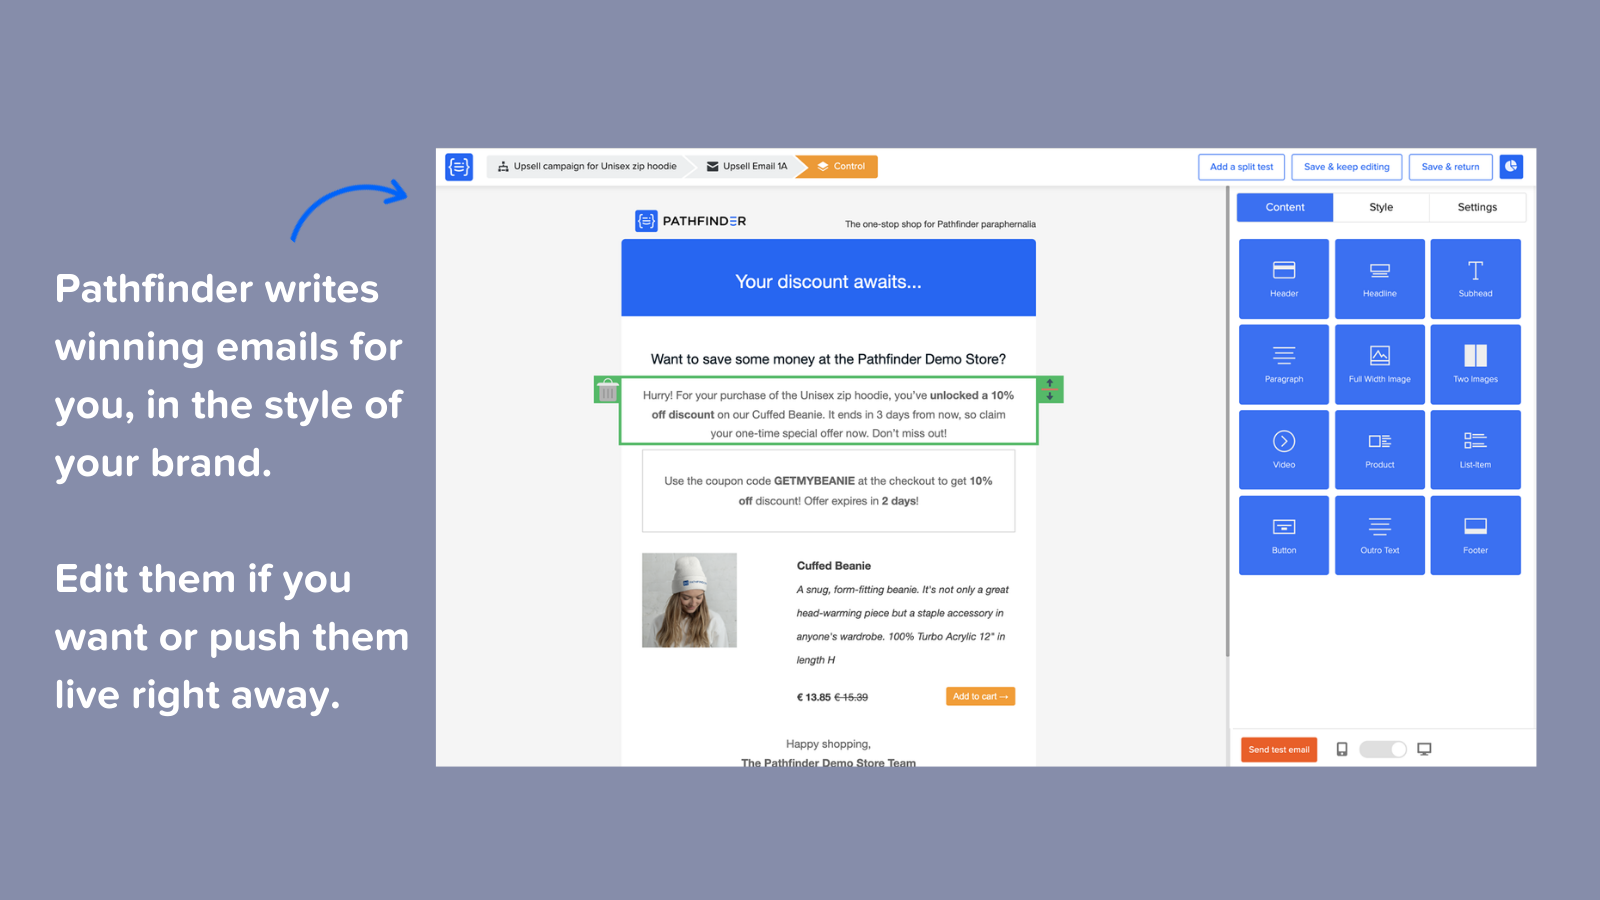 Pathfinder writes
winning emails for
you, in the style of
your brand.
Edit them if you
want or push them
live right away.
Upsell campaign for Unisex zip hoodie
Upsell Email 1A
Control
Add a split test
Save & keep editing
Save & return
PATHFINDER
The one-stop shop for Pathfinder paraphernalia
Your discount awaits...
Want to save some money at the Pathfinder Demo Store?
Hurry! For your purchase of the Unisex zip hoodie, you've unlocked a 10%
off discount on our Cuffed Beanie. It ends in 3 days from now, so claim
your one-time special offer now. Don't miss out!
Use the coupon code GETMYBEANIE at the checkout to get 10%
off discount! Offer expires in 2 days!
Cuffed Beanie
A snug, form-fitting beanie. It's not only a great
head-warming piece but a staple accessory in
anyone's wardrobe. 100% Turbo Acrylic 12" in
length H
€ 13.85 € 15.39
Add to cart →
Happy shopping,
The Pathfinder Demo Store Team
Content
Style
Settings
Header
Headline
Subhead
Paragraph
Full Width Image
Two Images
Video
Product
List-Item
Button
Outro Text
Footer
Send test email